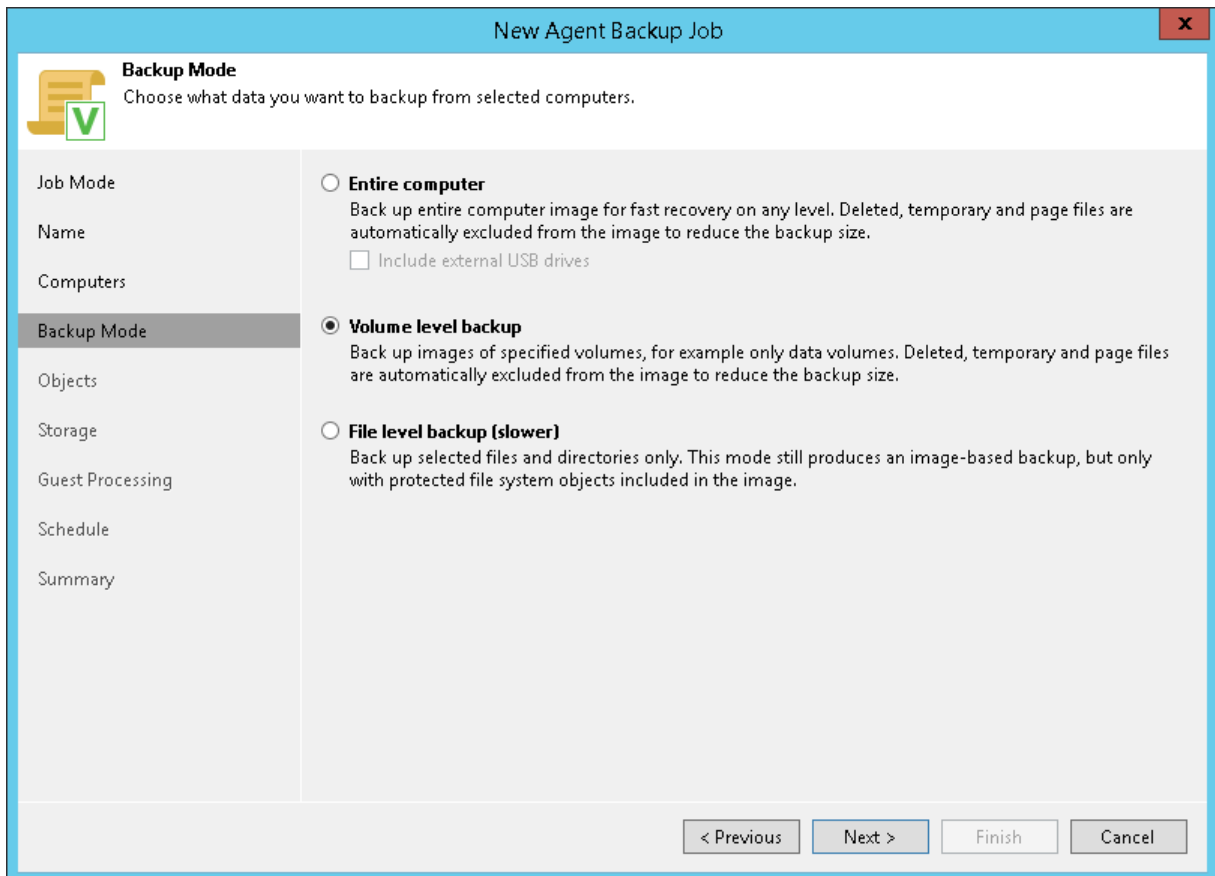 New Agent Backup Job
X
Backup Mode
Choose what data you want to backup from selected computers.
V
Job Mode
Name
Computers
Backup Mode
Objects
Storage
Guest Processing
Schedule
Summary
Entire computer
Back up entire computer image for fast recovery on any level. Deleted, temporary and page files are
automatically excluded from the image to reduce the backup size.
Include external USB drives
Volume level backup
Back up images of specified volumes, for example only data volumes. Deleted, temporary and page files
are automatically excluded from the image to reduce the backup size.
File level backup (slower)
Back up selected files and directories only. This mode still produces an image-based backup, but only
with protected file system objects included in the image.
< Previous
Next >
Finish
Cancel